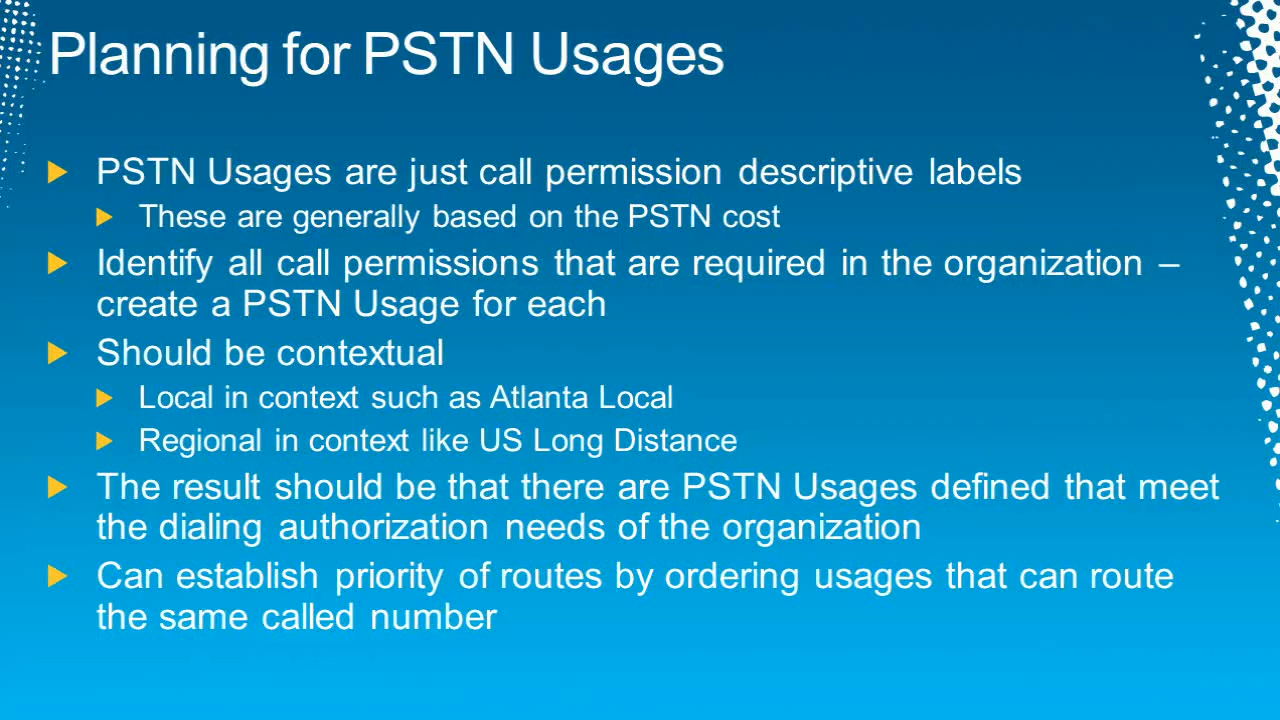 Planning for PSTN Usages
PSTN Usages are just call permission descriptive labels
These are generally based on the PSTN cost
Identify all call permissions that are required in the organization –
create a PSTN Usage for each
Should be contextual
Local in context such as Atlanta Local
Regional in context like US Long Distance
The result should be that there are PSTN Usages defined that meet
the dialing authorization needs of the organization
Can establish priority of routes by ordering usages that can route
the same called number